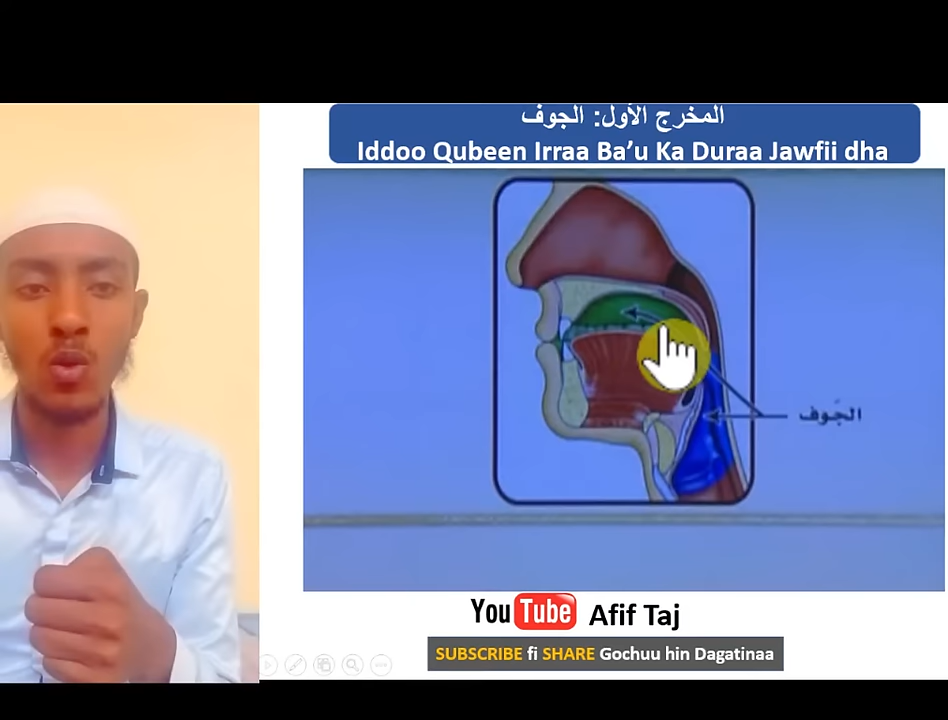 المخرج الأول: الجوف
Iddoo Qubeen Irraa Ba’u Ka Duraa Jawfii dha
الجَوف
YouTube Afif Taj
SUBSCRIBE fi SHARE Gochuu hin Dagatinaa